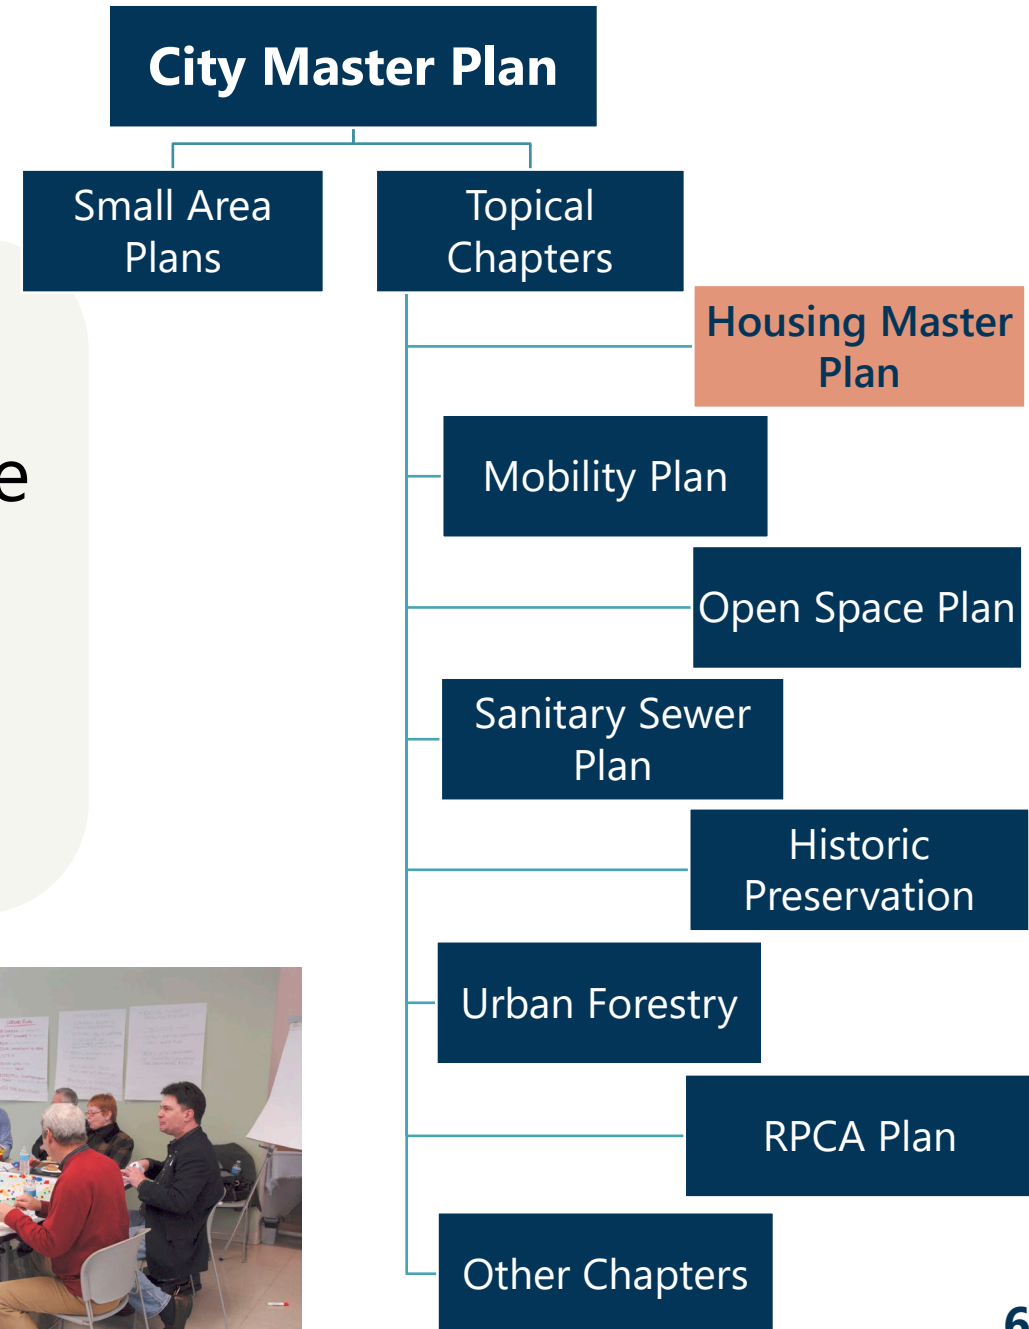 City Master Plan
Small Area
Plans
Topical
Chapters
Housing Master
Plan
Mobility Plan
Open Space Plan
Sanitary Sewer
Plan
Historic
Preservation
Urban Forestry
RPCA Plan
Other Chapters
6